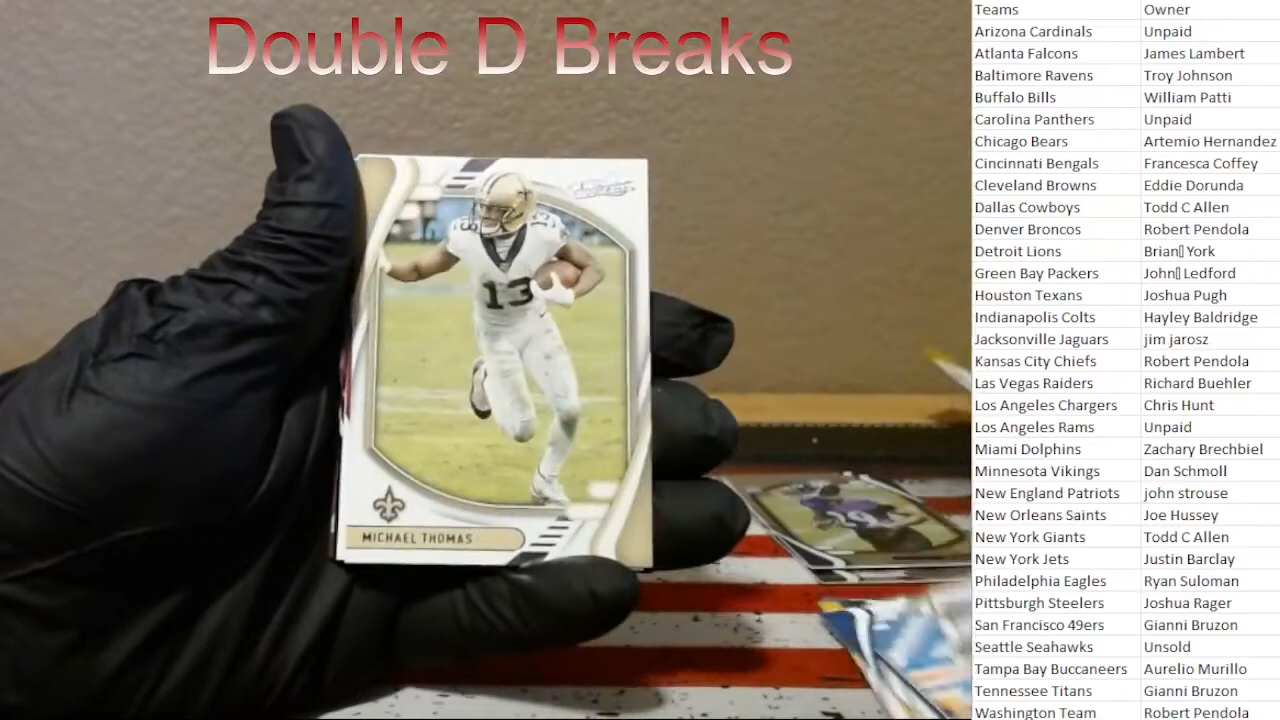 Double D Breaks
13
13
13
MICHAEL THOMAS
Teams Owner
Arizona Cardinals Unpaid
Atlanta Falcons James Lambert
Baltimore Ravens Troy Johnson
Buffalo Bills William Patti
Carolina Panthers Unpaid
Chicago Bears Artemio Hernandez
Cincinnati Bengals Francesca Coffey
Cleveland Browns Eddie Dorunda
Dallas Cowboys Todd C Allen
Denver Broncos Robert Pendola
Detroit Lions Brian▯York
Green Bay Packers John▯Ledford
Houston Texans Joshua Pugh
Indianapolis Colts Hayley Baldridge
Jacksonville Jaguars jim jarosz
Kansas City Chiefs Robert Pendola
Las Vegas Raiders Richard Buehler
Los Angeles Chargers Chris Hunt
Los Angeles Rams Unpaid
Miami Dolphins Zachary Brechbiel
Minnesota Vikings Dan Schmoll
New England Patriots john strouse
New Orleans Saints Joe Hussey
New York Giants Todd C Allen
New York Jets Justin Barclay
Philadelphia Eagles Ryan Suloman
Pittsburgh Steelers Joshua Rager
San Francisco 49ers Gianni Bruzon
Seattle Seahawks Unsold
Tampa Bay Buccaneers Aurelio Murillo
Tennessee Titans Gianni Bruzon
Washington Team Robert Pendola